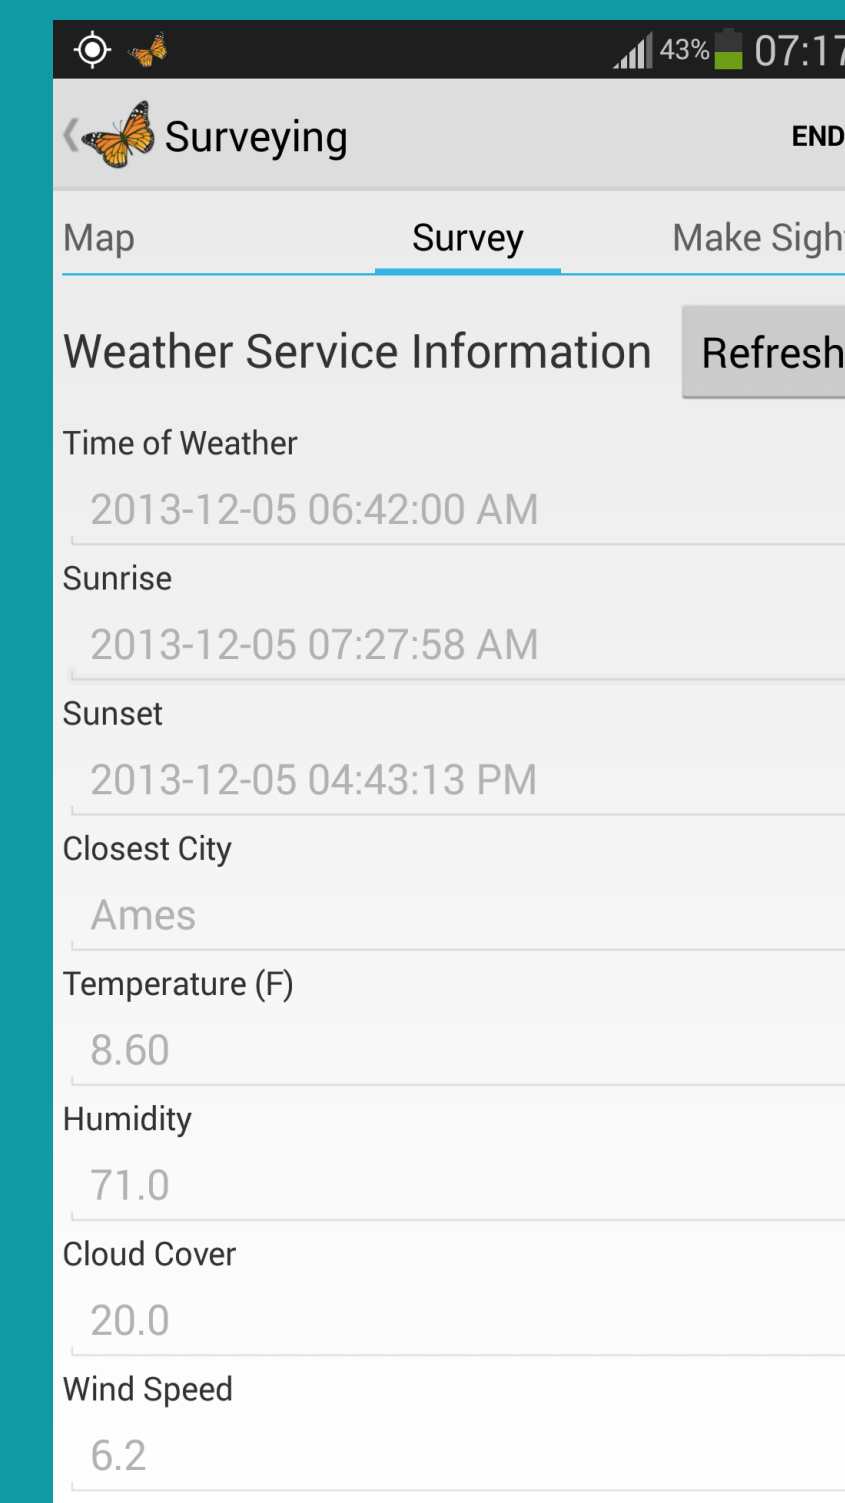 43% 07:17
Surveying END
Map Survey Make Sigh
Weather Service Information Refresh
Time of Weather
2013-12-05 06:42:00 AM
Sunrise
2013-12-05 07:27:58 AM
Sunset
2013-12-05 04:43:13 PM
Closest City
Ames
Temperature (F)
8.60
Humidity
71.0
Cloud Cover
20.0
Wind Speed
6.2